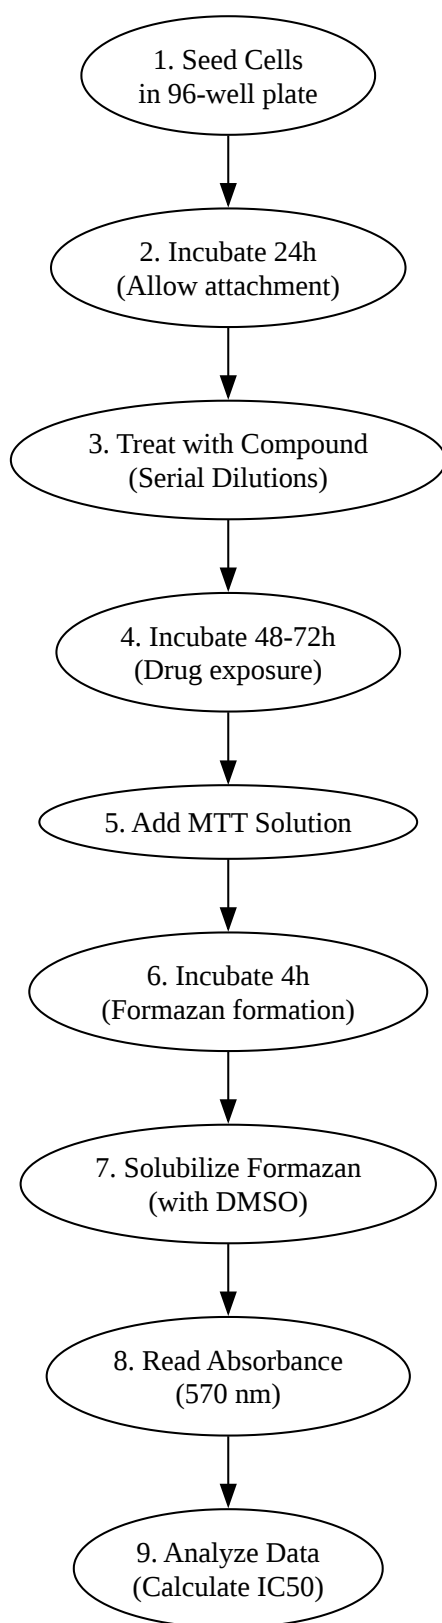 1. Seed Cells
in 96-well plate
2. Incubate 24h
(Allow attachment)
3. Treat with Compound
(Serial Dilutions)
4. Incubate 48-72h
(Drug exposure)
5. Add MTT Solution
6. Incubate 4h
(Formazan formation)
7. Solubilize Formazan
(with DMSO)
8. Read Absorbance
(570 nm)
9. Analyze Data
(Calculate IC50)